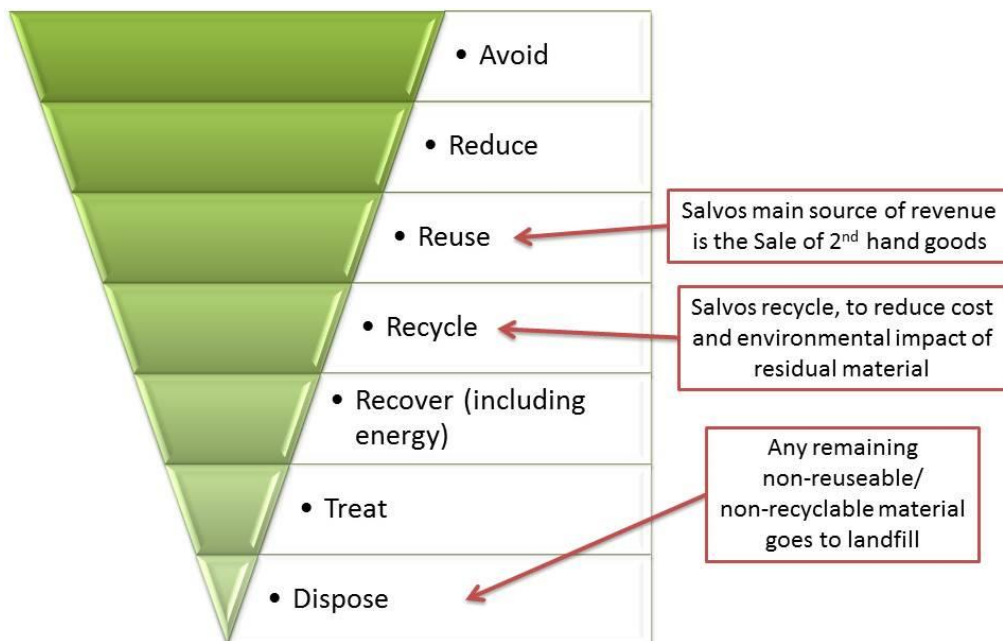 • Avoid
• Reduce
• Reuse
Salvos main source of revenue
is the Sale of 2nd hand goods
• Recycle
Salvos recycle, to reduce cost
and environmental impact of
residual material
• Recover (including
energy)
• Treat
Any remaining
non-reuseable/
non-recyclable material
goes to landfill
• Dispose